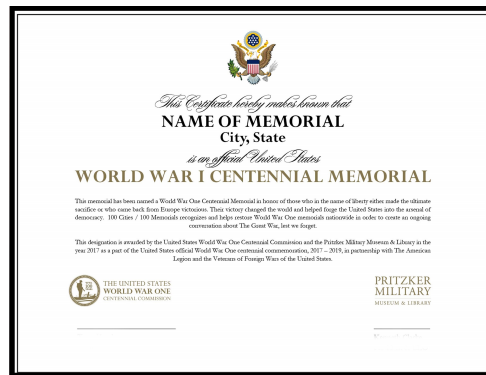 This Certificate hereby makes known that
NAME OF MEMORIAL
City, State
is an official United States
WORLD WAR I CENTENNIAL MEMORIAL
This memorial has been named a World War One Centennial Memorial in honor of those who in the name of liberty either made the ultimate
sacrifice or who came back from Europe victorious. Their victory changed the world and helped forge the United States into the arsenal of
democracy. 100 Cities / 100 Memorials recognizes and helps restore World War One memorials nationwide in order to create an ongoing
conversation about The Great War, lest we forget.
This designation is awarded by the United States World War One Centennial Commission and the Pritzker Military Museum & Library in the
year 2017 as a part of the United States official World War One centennial commemoration, 2017 – 2019, in partnership with The American
Legion and the Veterans of Foreign Wars of the United States.
THE UNITED STATES
WORLD WAR ONE
CENTENNIAL COMMISSION
PRITZKER
MILITARY
MUSEUM & LIBRARY